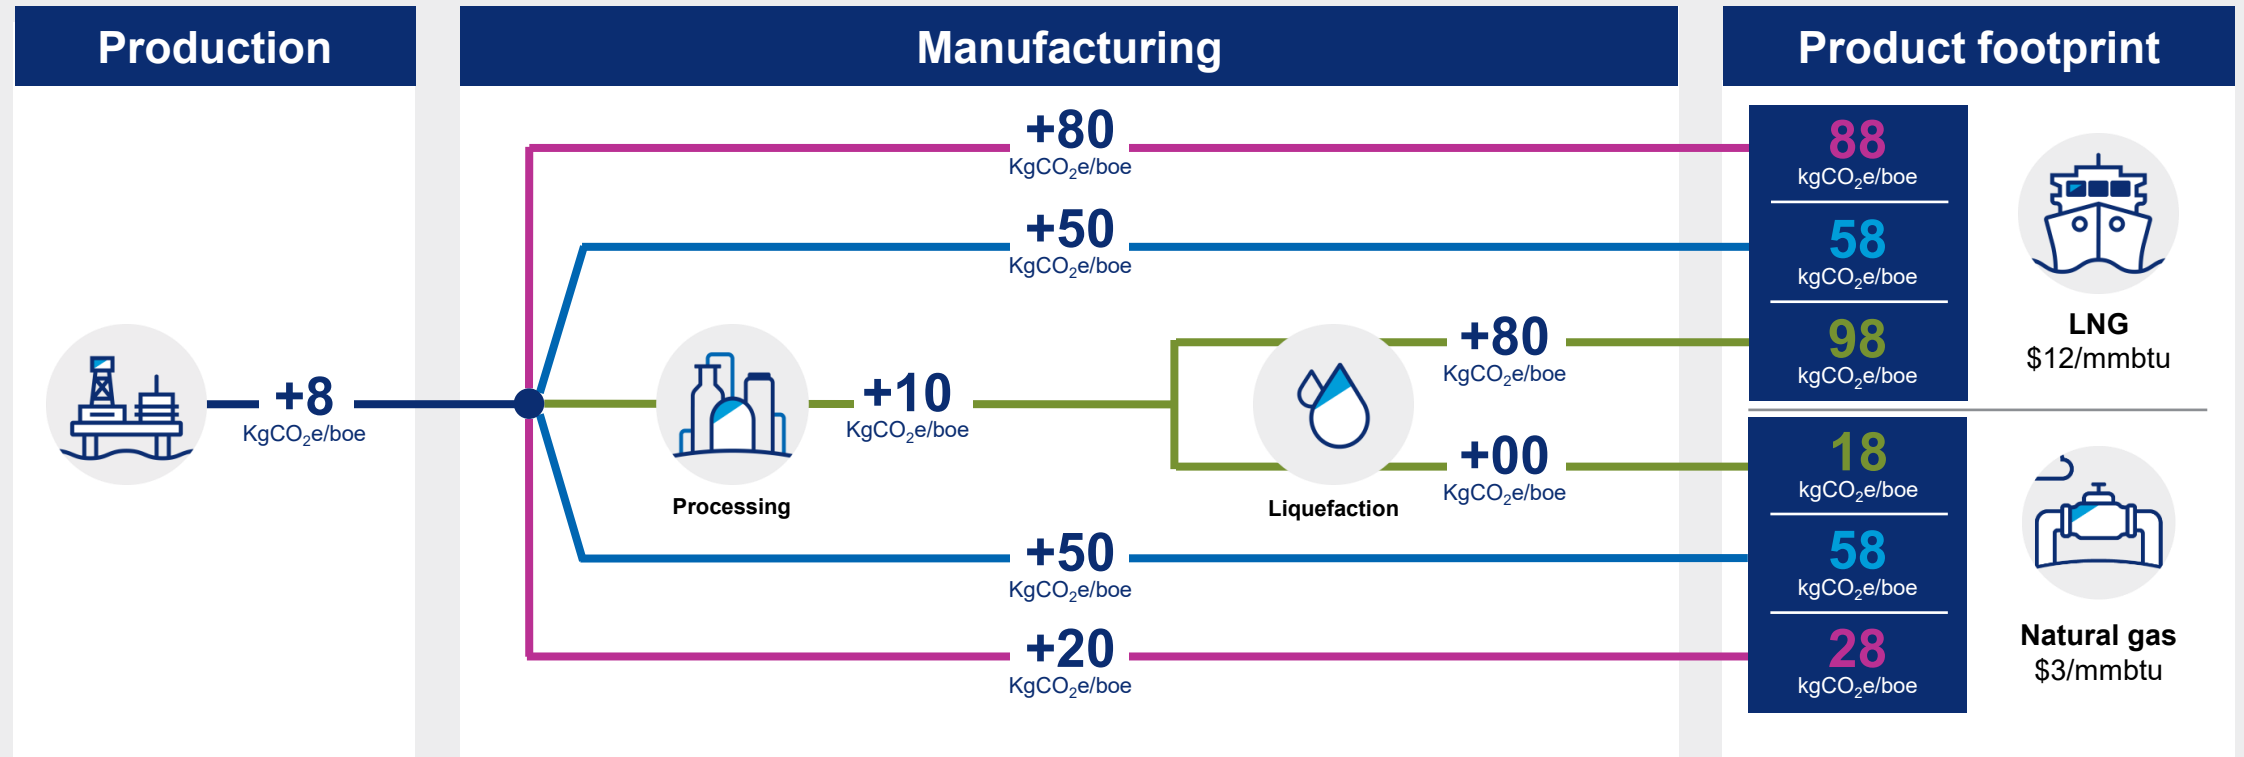 Production
Manufacturing
Product footprint
+80
KgCO₂e/boe
88
kgCO₂e/boe
+50
KgCO₂e/boe
58
kgCO₂e/boe
+80
KgCO₂e/boe
98
kgCO₂e/boe
LNG
$12/mmbtu
+8
KgCO₂e/boe
+10
KgCO₂e/boe
Processing
Liquefaction
+00
KgCO₂e/boe
18
kgCO₂e/boe
+50
KgCO₂e/boe
58
kgCO₂e/boe
+20
KgCO₂e/boe
28
kgCO₂e/boe
Natural gas
$3/mmbtu